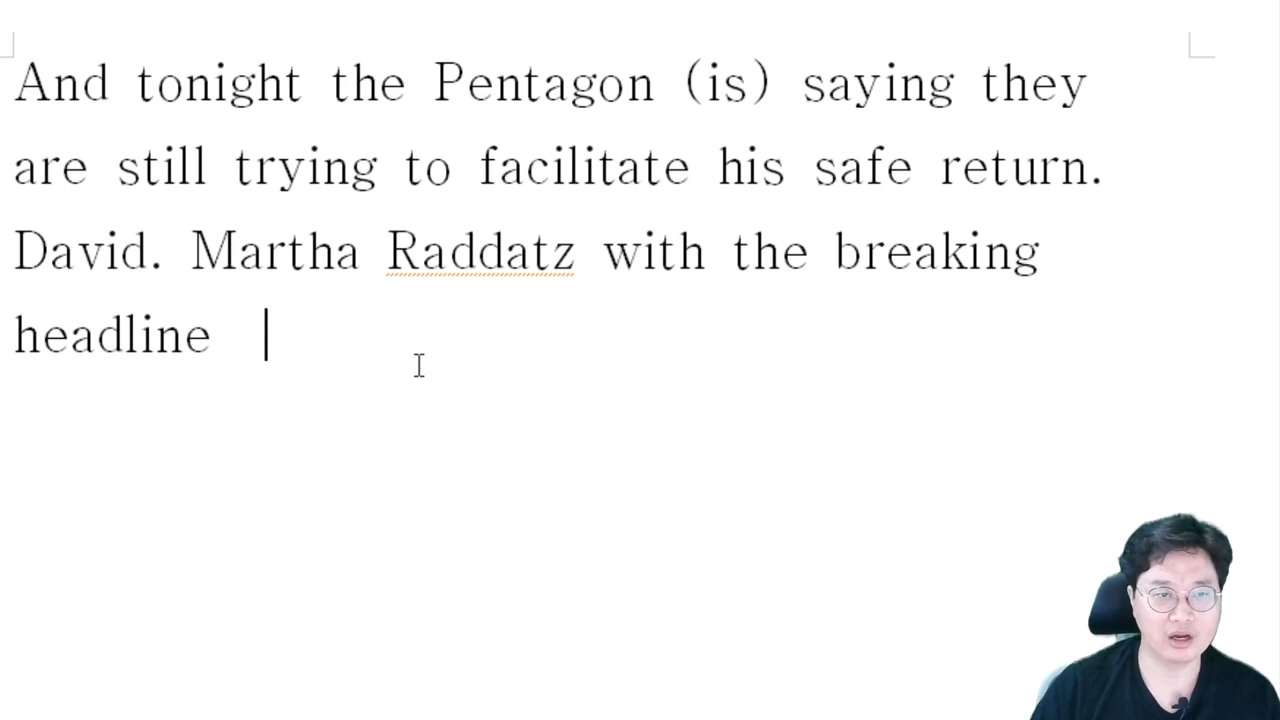 And tonight the Pentagon (is) saying they
are still trying to facilitate his safe return.
David. Martha Raddatz with the breaking
headline